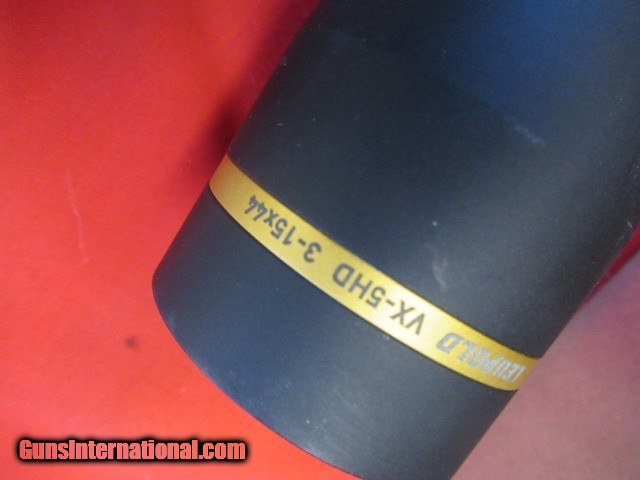 LEUPOLD VX-5HD 3-15x44
GunsInternational.com